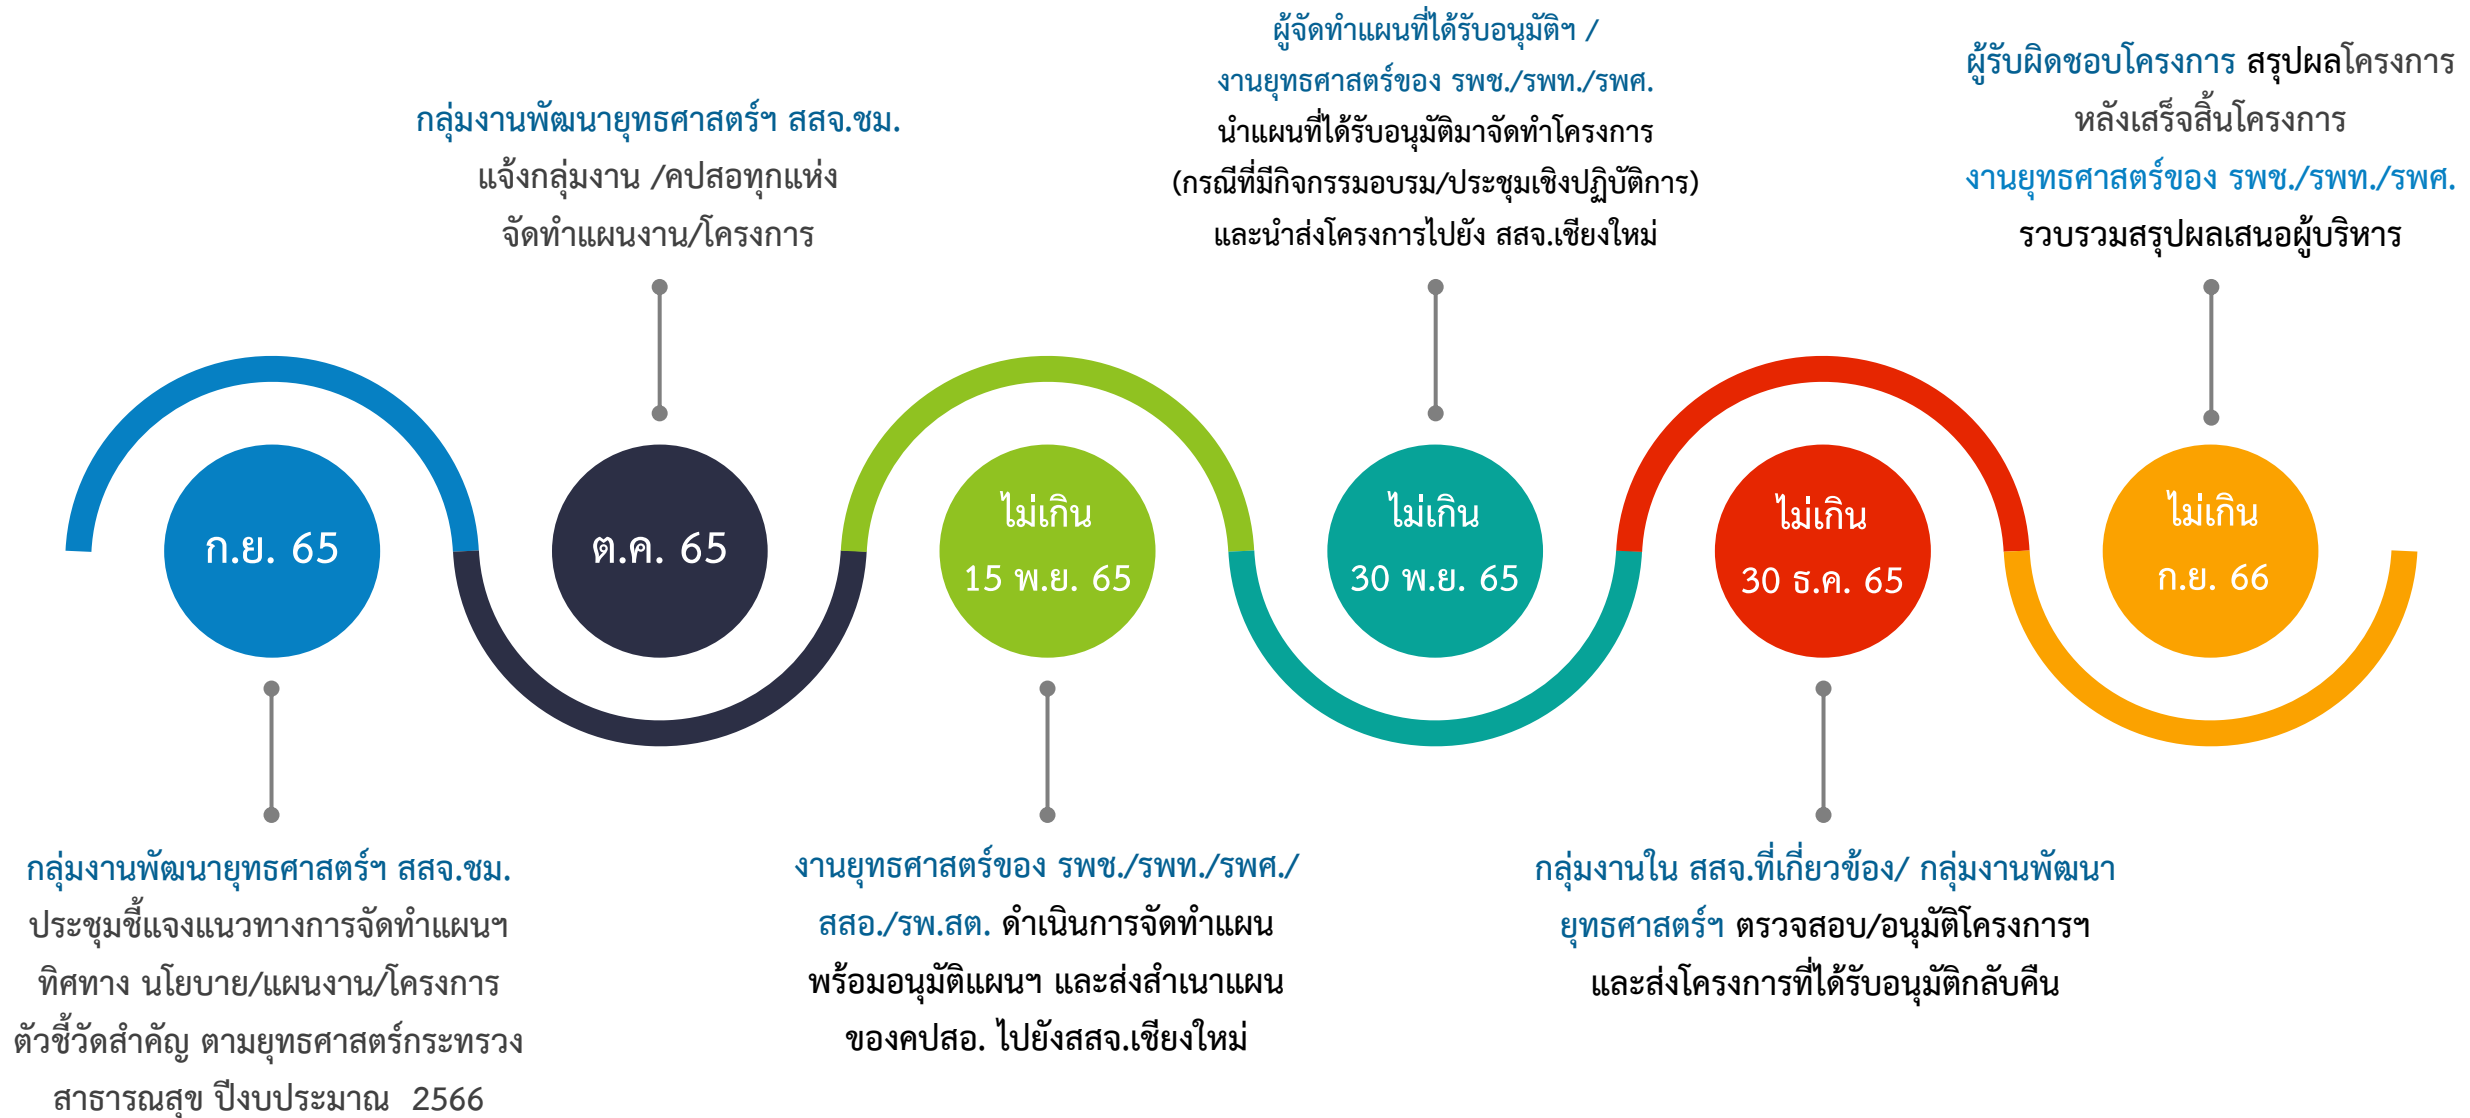 ก.ย. 65
กลุ่มงานพัฒนายุทธศาสตร์ฯ สสจ.ชม.
ประชุมชี้แจงแนวทางการจัดทำแผนฯ
ทิศทาง นโยบาย/แผนงาน/โครงการ
ตัวชี้วัดสำคัญ ตามยุทธศาสตร์กระทรวง
สาธารณสุข ปีงบประมาณ 2566
กลุ่มงานพัฒนายุทธศาสตร์ฯ สสจ.ชม.
แจ้งกลุ่มงาน /คปสอทุกแห่ง
จัดทำแผนงาน/โครงการ
ต.ค. 65
ไม่เกิน
15 พ.ย. 65
งานยุทธศาสตร์ของ รพช./รพท./รพศ./
สสอ./รพ.สต. ดำเนินการจัดทำแผน
พร้อมอนุมัติแผนฯ และส่งสำเนาแผน
ของคปสอ. ไปยังสสจ.เชียงใหม่
ผู้จัดทำแผนที่ได้รับอนุมัติฯ /
งานยุทธศาสตร์ของ รพช./รพท./รพศ.
นำแผนที่ได้รับอนุมัติมาจัดทำโครงการ
(กรณีที่มีกิจกรรมอบรม/ประชุมเชิงปฏิบัติการ)
และนำส่งโครงการไปยัง สสจ.เชียงใหม่
ไม่เกิน
30 พ.ย. 65
ไม่เกิน
30 ธ.ค. 65
กลุ่มงานใน สสจ.ที่เกี่ยวข้อง/ กลุ่มงานพัฒนา
ยุทธศาสตร์ฯ ตรวจสอบ/อนุมัติโครงการฯ
และส่งโครงการที่ได้รับอนุมัติกลับคืน
ผู้รับผิดชอบโครงการ สรุปผลโครงการ
หลังเสร็จสิ้นโครงการ
งานยุทธศาสตร์ของ รพช./รพท./รพศ.
รวบรวมสรุปผลเสนอผู้บริหาร
ไม่เกิน
ก.ย. 66